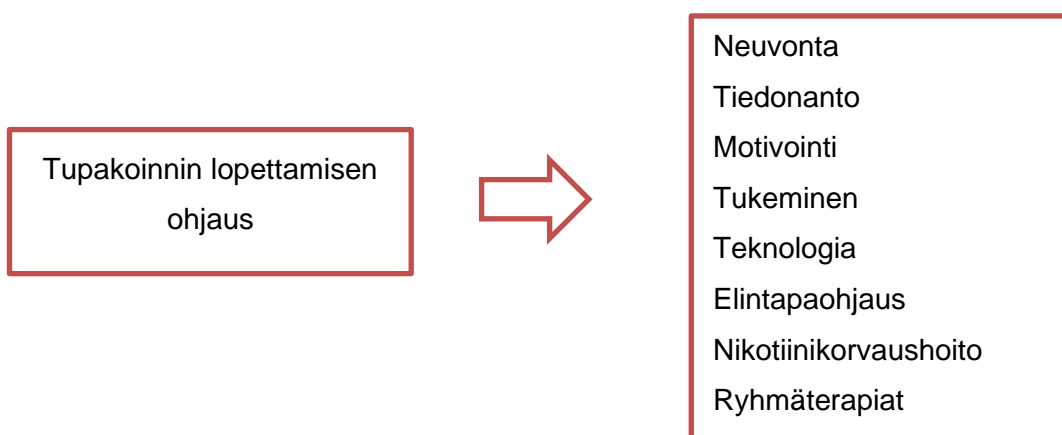 Tupakoinnin lopettamisen
ohjaus
Neuvonta
Tiedonanto
Motivointi
Tukeminen
Teknologia
Elintapaohjaus
Nikotiinikorvaushoito
Ryhmäterapiat